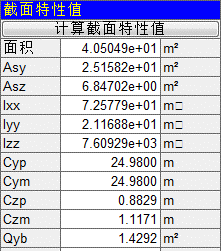 截面特性值
计算截面特性值
面积 4.05049e+01 m²
Asy 2.51582e+01 m²
Asz 6.84702e+00 m²
Ixx 7.25779e+01 m□
Iyy 2.11688e+01 m□
Izz 7.60929e+03 m□
Cyp 24.9800 m
Cym 24.9800 m
Czp 0.8829 m
Czm 1.1171 m
Qyb 1.4292 m²